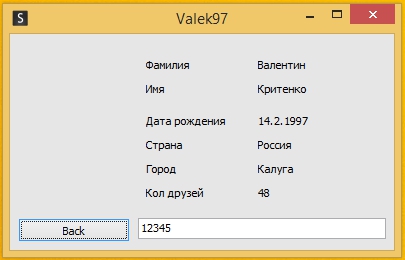 S Valek97
Фамилия Валентин
Имя Критенко
Дата рождения 14.2.1997
Страна Россия
Город Калуга
Кол друзей 48
Back 12345